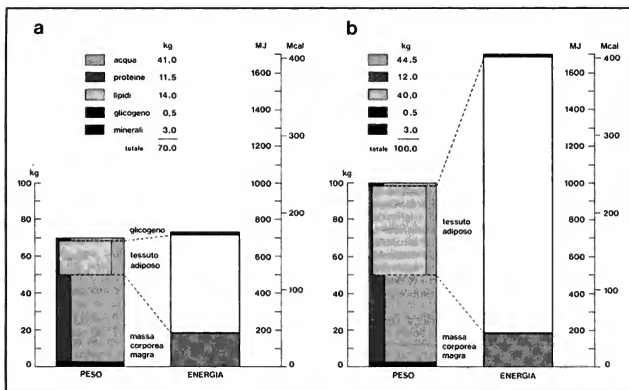 a
kg
acqua 41,0
proteine 11.5
lipidi 14.0
glicogeno 0,5
minerali 3.0
totale 70.0
MJ Mcal
1600
1400
1200
1000
800
600
400
200
0
400
300
200
100
0
kg
100
80
60
40
20
0
glicogeno
tessuto
adiposo
massa
corporea
magra
PESO ENERGIA
b
kg
44.5
12.0
40.0
0.5
3.0
totale 100.0
MJ Mcal
1600
1400
1200
1000
800
600
400
200
0
400
300
200
100
0
kg
100
80
60
40
20
0
tessuto
adiposo
massa
corporea
magra
PESO ENERGIA